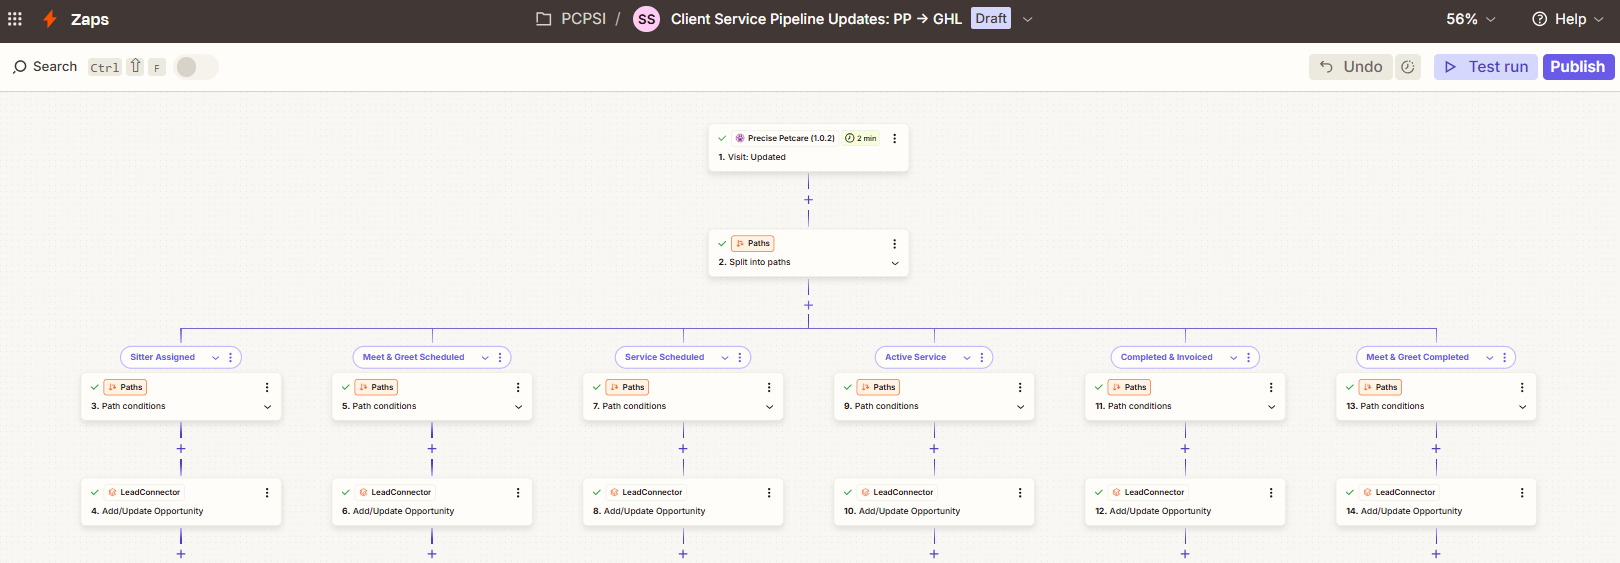 Zaps
PCPSI / SS Client Service Pipeline Updates: PP → GHL Draft
56%
Help
Search Ctrl ⇧ F
Undo
Test run
Publish
Precise Petcare (1.0.2) 2 min
1. Visit: Updated
Paths
2. Split into paths
Sitter Assigned
Meet & Greet Scheduled
Service Scheduled
Active Service
Completed & Invoiced
Meet & Greet Completed
Paths
3. Path conditions
Paths
5. Path conditions
Paths
7. Path conditions
Paths
9. Path conditions
Paths
11. Path conditions
Paths
13. Path conditions
LeadConnector
4. Add/Update Opportunity
LeadConnector
6. Add/Update Opportunity
LeadConnector
8. Add/Update Opportunity
LeadConnector
10. Add/Update Opportunity
LeadConnector
12. Add/Update Opportunity
LeadConnector
14. Add/Update Opportunity